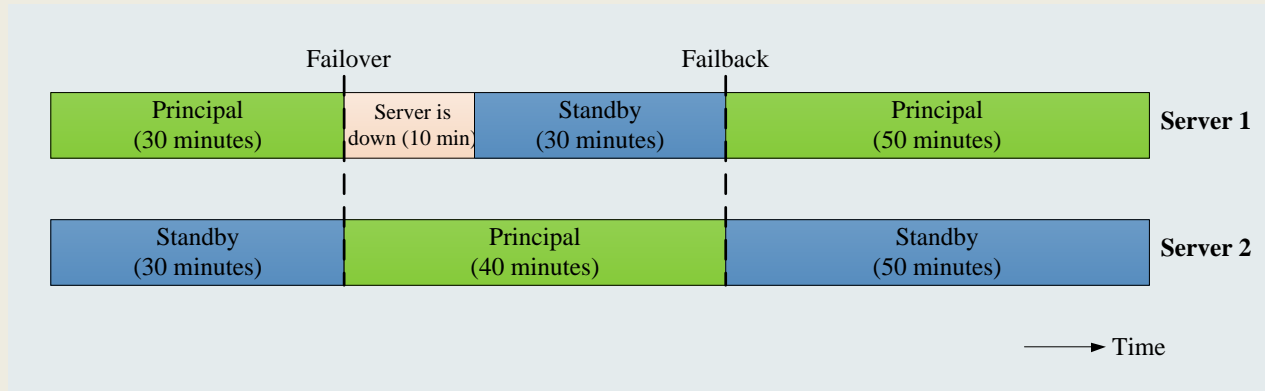 Failover
Failback
Principal
(30 minutes)
Server is
down (10 min)
Standby
(30 minutes)
Principal
(50 minutes)
Server 1
Standby
(30 minutes)
Principal
(40 minutes)
Standby
(50 minutes)
Server 2
Time